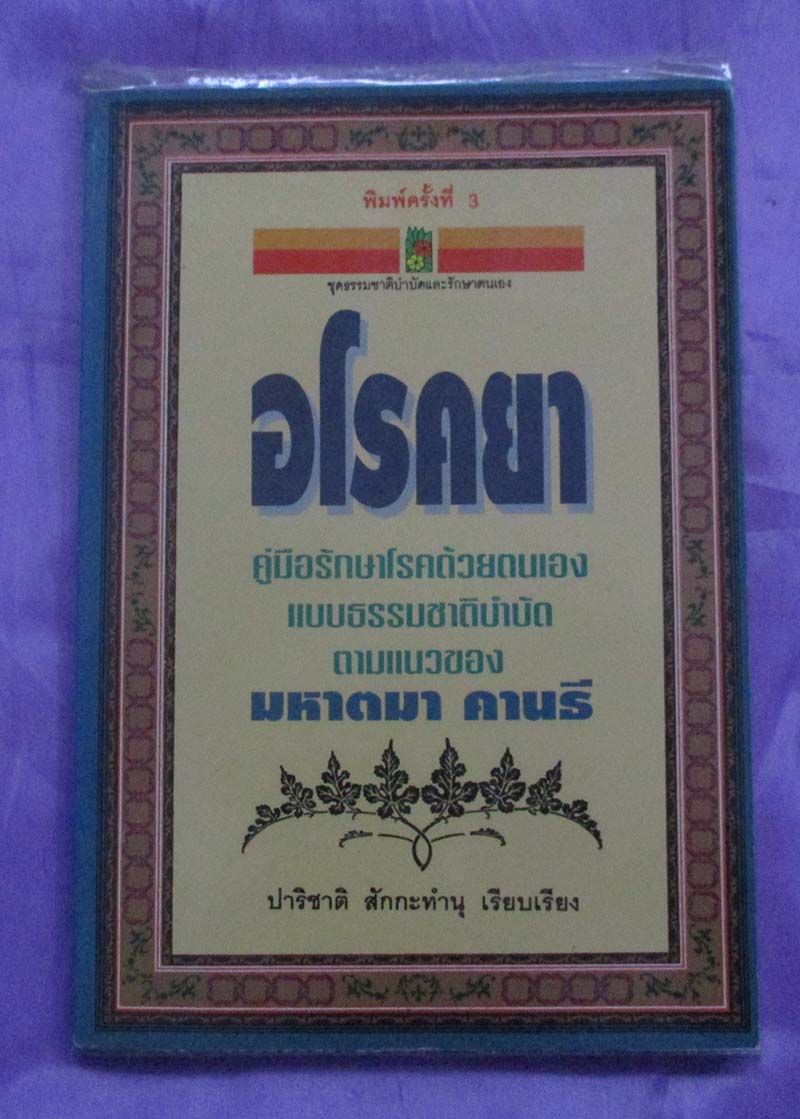 พิมพ์ครั้งที่ 3
ชุดธรรมชาติบำบัดและรักษาตนเอง
อโรคยา
คู่มือรักษาโรคด้วยตนเอง
แบบธรรมชาติบำบัด
ตามแนวของ
มหาตมา คานธี
ปาริชาติ สักกะทำนุ เรียบเรียง